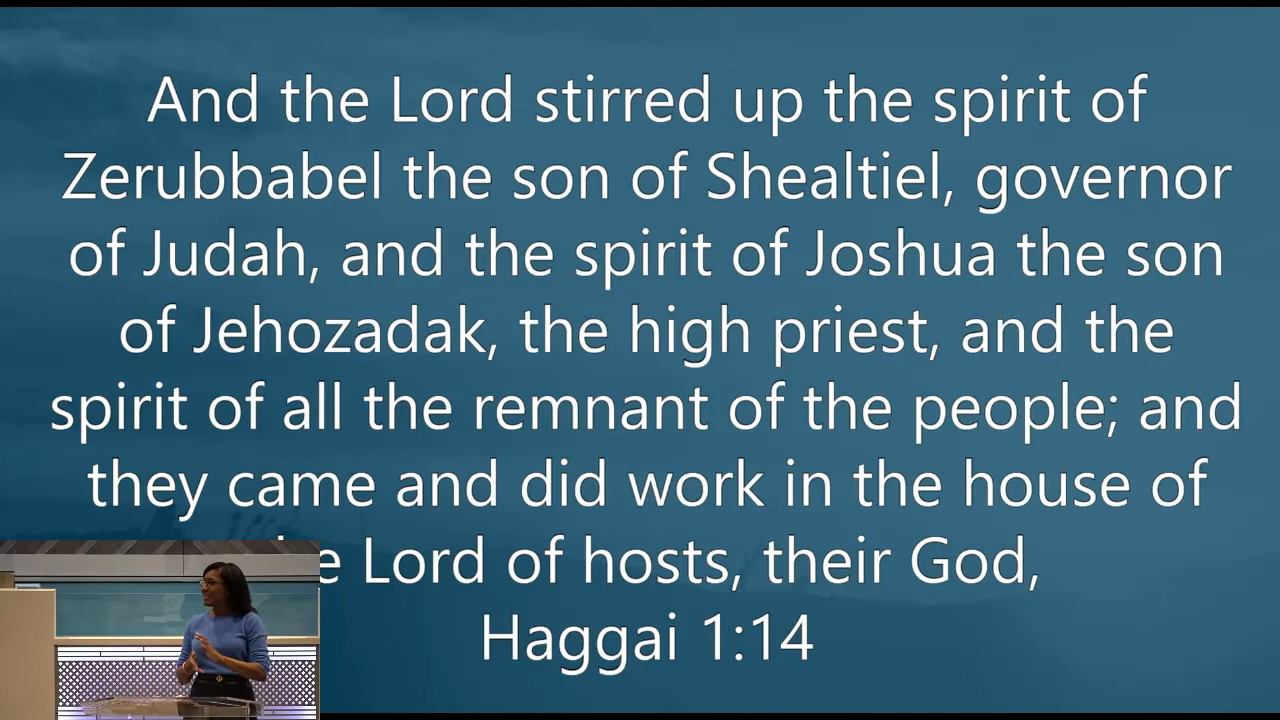 And the Lord stirred up the spirit of
Zerubbabel the son of Shealtiel, governor
of Judah, and the spirit of Joshua the son
of Jehozadak, the high priest, and the
spirit of all the remnant of the people; and
they came and did work in the house of
Lord of hosts, their God,
Haggai 1:14